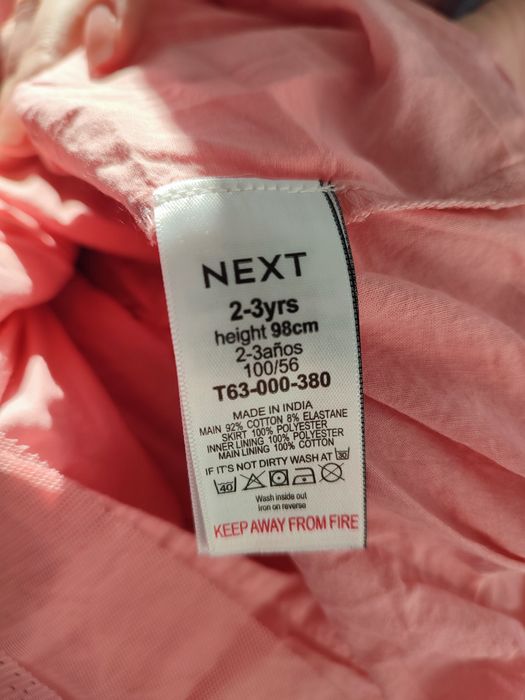 NEXT
2-3yrs
height 98cm
2-3años
100/56
T63-000-380
MADE IN INDIA
MAIN 92% COTTON 8% ELASTANE
SKIRT 100% POLYESTER
INNER LINING 100% POLYESTER
MAIN LINING 100% COTTON
IF IT'S NOT DIRTY WASH AT 30
40
Wash inside out
Iron on reverse
KEEP AWAY FROM FIRE